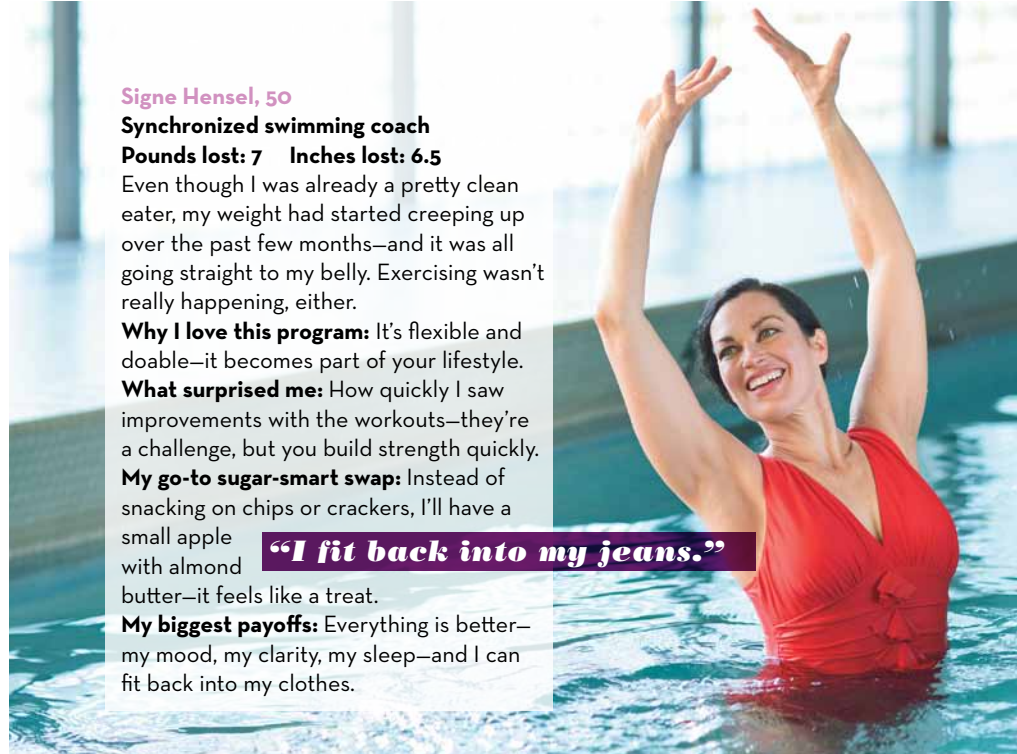 Signe Hensel, 50
Synchronized swimming coach
Pounds lost: 7 Inches lost: 6.5
Even though I was already a pretty clean
eater, my weight had started creeping up
over the past few months—and it was all
going straight to my belly. Exercising wasn't
really happening, either.
Why I love this program: It's flexible and
doable—it becomes part of your lifestyle.
What surprised me: How quickly I saw
improvements with the workouts—they're
a challenge, but you build strength quickly.
My go-to sugar-smart swap: Instead of
snacking on chips or crackers, I'll have a
small apple
with almond
butter—it feels like a treat.
My biggest payoffs: Everything is better—
my mood, my clarity, my sleep—and I can
fit back into my clothes.
“I fit back into my jeans.”